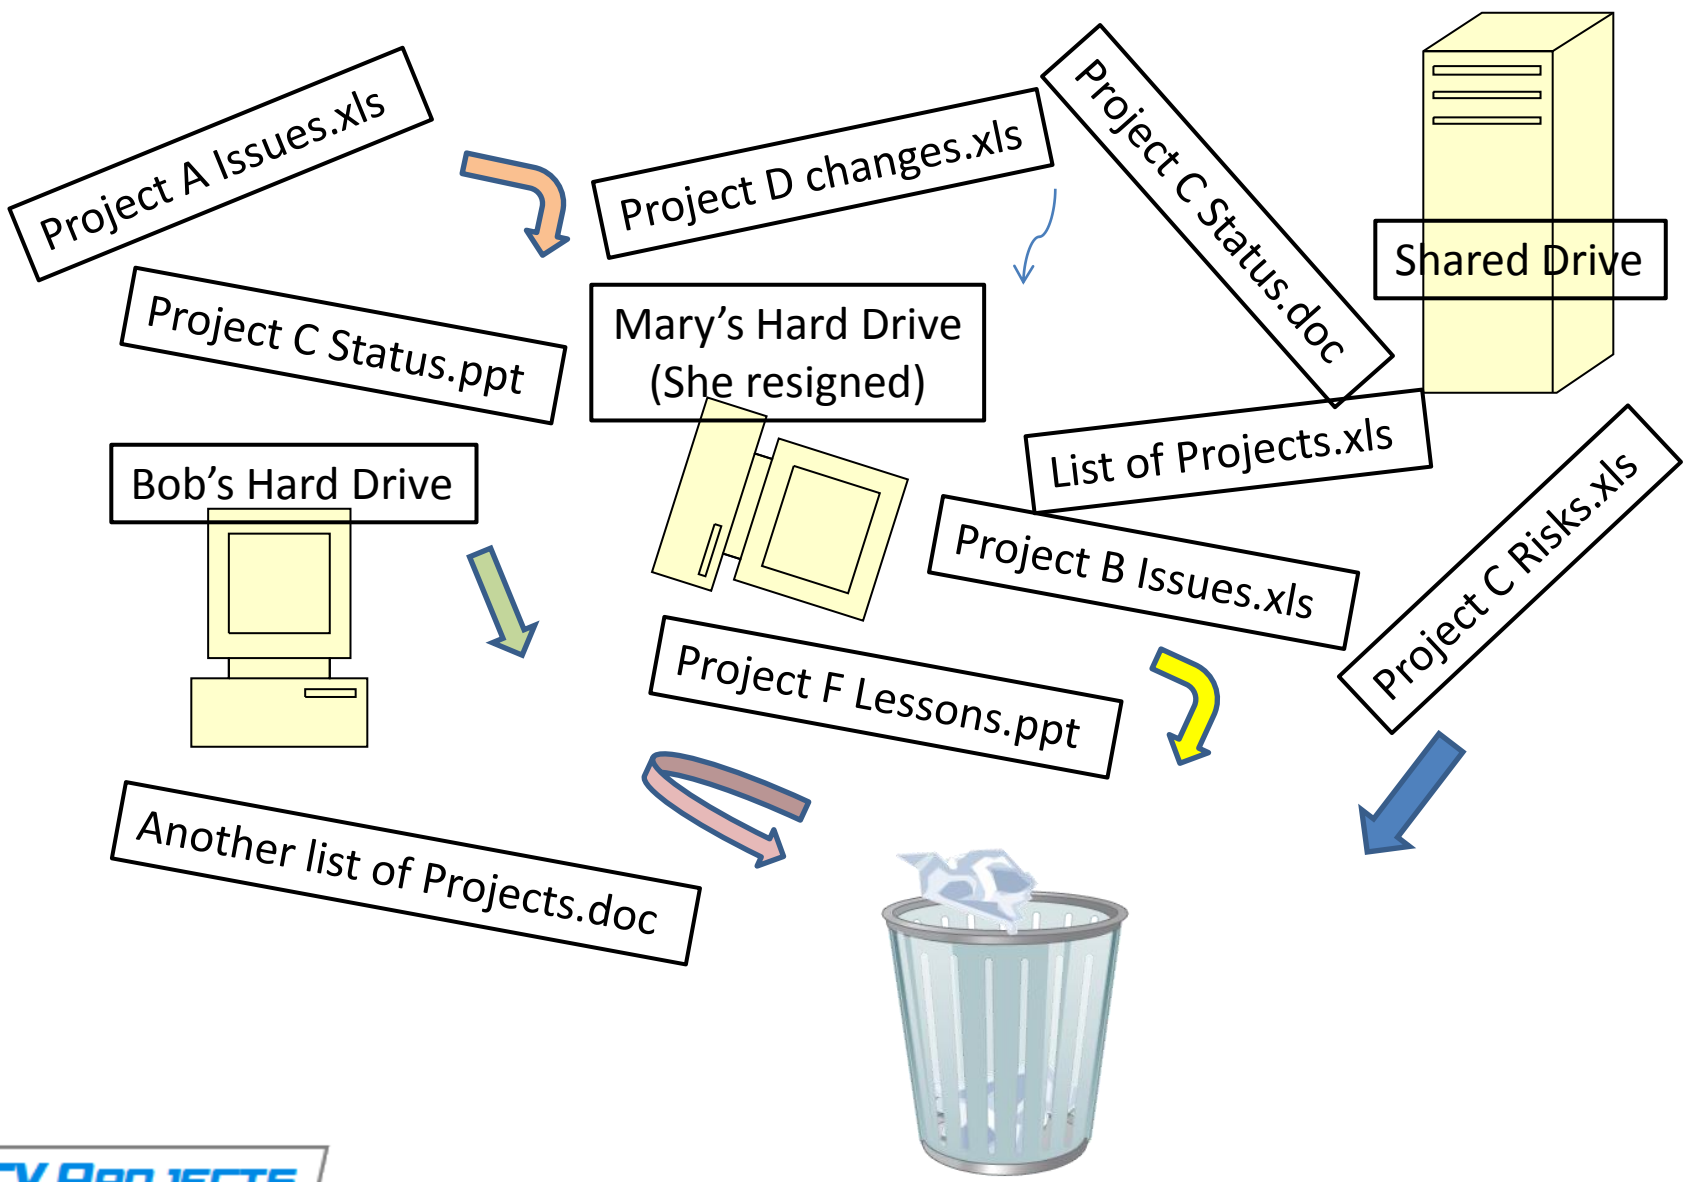 Project A Issues.xls
Project D changes.xls
Project C Status.doc
Shared Drive
Project C Status.ppt
Mary’s Hard Drive
(She resigned)
Bob’s Hard Drive
List of Projects.xls
Project B Issues.xls
Project C Risks.xls
Project F Lessons.ppt
Another list of Projects.doc
Projects